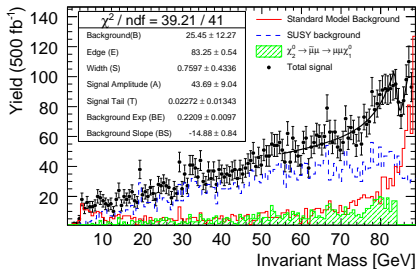 χ² / ndf = 39.21 / 41
Background(B) 25.45 ± 12.27
Edge (E) 83.25 ± 0.54
Width (S) 0.7597 ± 0.4336
Signal Amplitude (A) 43.69 ± 9.04
Signal Tail (T) 0.02272 ± 0.01343
Background Exp (BE) 0.2209 ± 0.0097
Background Slope (BS) -14.88 ± 0.84
Standard Model Background
SUSY background
χ₂⁰ → μ̃μ → μμχ₁⁰
Total signal
Yield (500 fb⁻¹)
140
120
100
80
60
40
20
10 20 30 40 50 60 70 80
Invariant Mass [GeV]